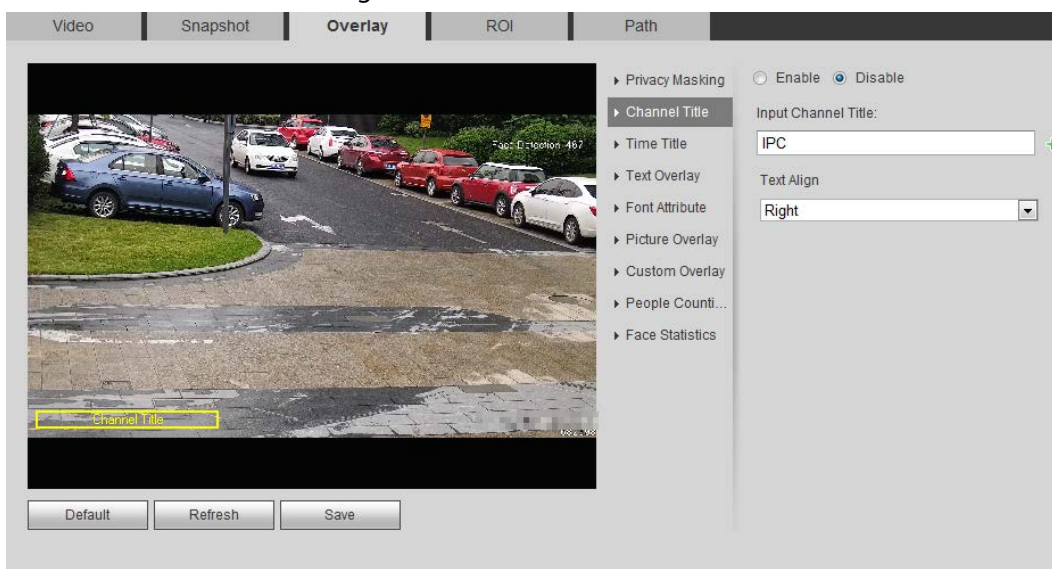 Video Snapshot Overlay ROI Path
Privacy Masking
Channel Title
Time Title
Text Overlay
Font Attribute
Picture Overlay
Custom Overlay
People Counti...
Face Statistics
Enable Disable
Input Channel Title:
IPC
Text Align
Right
Face Detection 467
Channel Title
Default Refresh Save